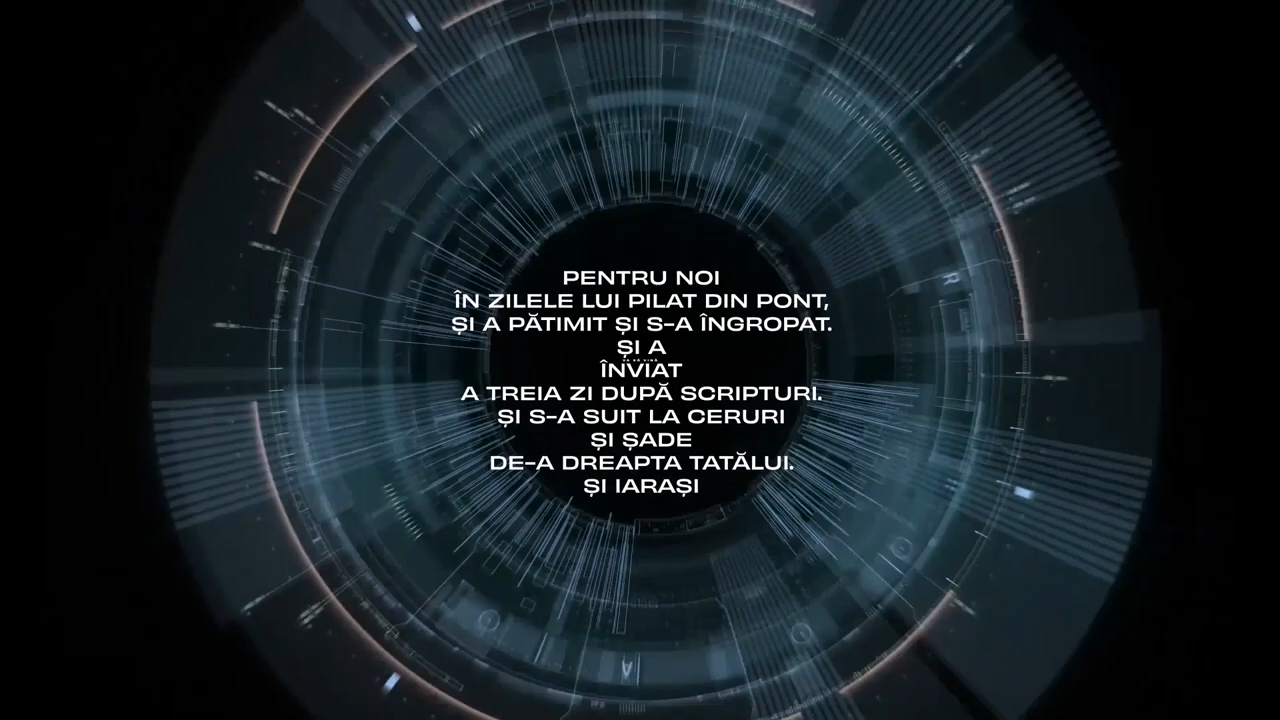 PENTRU NOI
ÎN ZILELE LUI PILAT DIN PONT,
ȘI A PĂTIMIT ȘI S-A ÎNGROPAT.
ȘI A
ÎNVIAT
A TREIA ZI DUPĂ SCRIPTURI.
ȘI S-A SUIT LA CERURI
ȘI ȘADE
DE-A DREAPTA TATĂLUI.
ȘI IARAȘI